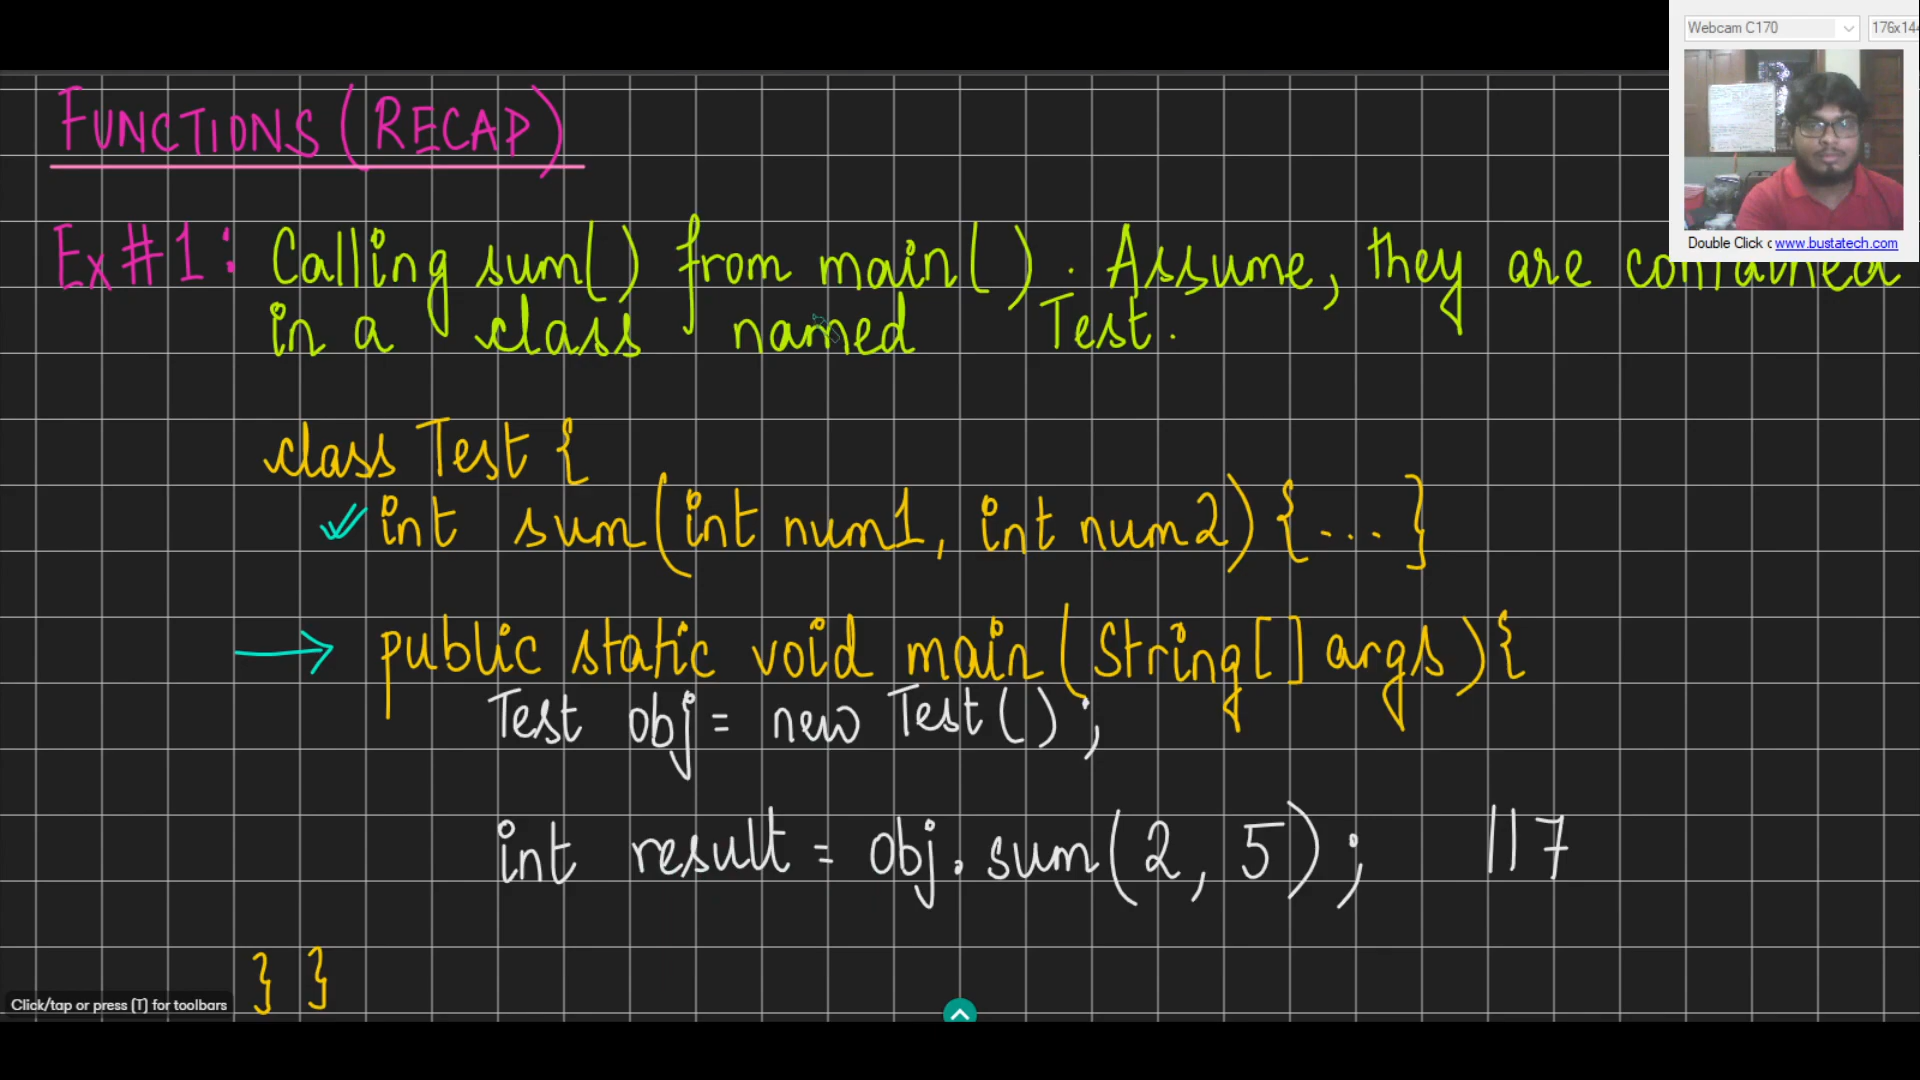 Webcam C170
176x144
FUNCTIONS (RECAP)
Double Click www.bustatech.com
Ex#1: Calling sum() from main(). Assume, they are contained
in a class named Test.
class Test {
int sum(int num1, int num2) {...}
public static void main(String[] args) {
Test obj = new Test();
int result = obj.sum(2, 5); //7
} }
Click/tap or press (T) for toolbars